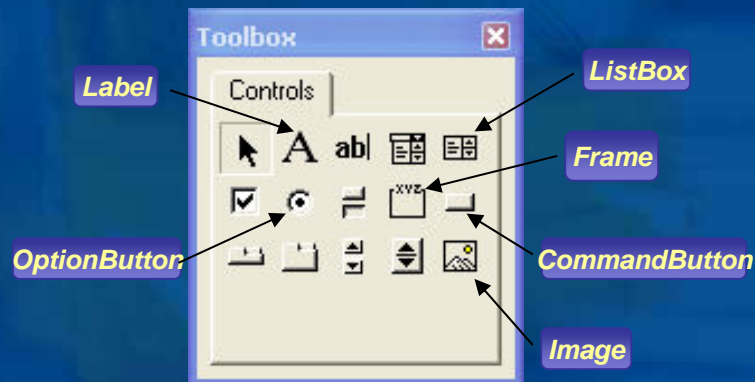 Toolbox
ListBox
Label
Controls
A
ab
Frame
XYZ
OptionButton
CommandButton
Image